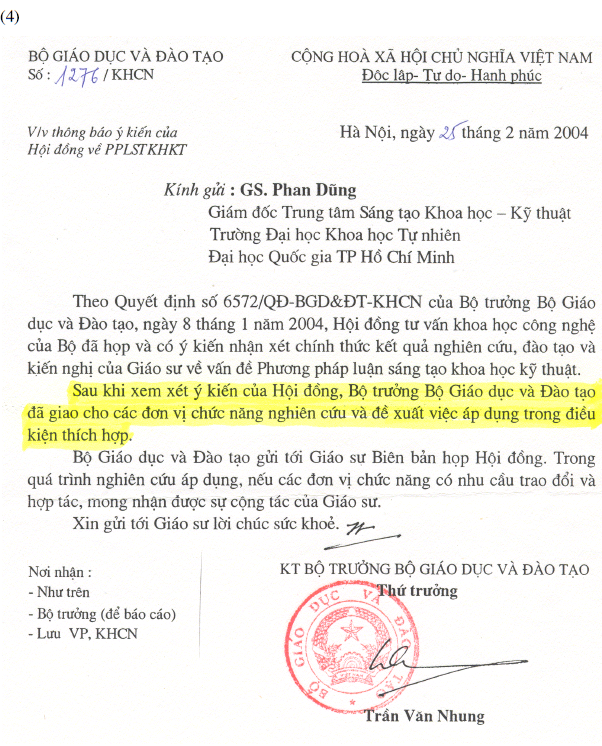 (4)
BỘ GIÁO DỤC VÀ ĐÀO TẠO
Số : 1276 / KHCN
CỘNG HOÀ XÃ HỘI CHỦ NGHĨA VIỆT NAM
Độc lập- Tự do- Hanh phúc
V/v thông báo ý kiến của
Hội đồng về PPLSTKHKT
Hà Nội, ngày 25 tháng 2 năm 2004
Kính gửi : GS. Phan Dũng
Giám đốc Trung tâm Sáng tạo Khoa học – Kỹ thuật
Trường Đại học Khoa học Tự nhiên
Đại học Quốc gia TP Hồ Chí Minh
Theo Quyết định số 6572/QĐ-BGD&ĐT-KHCN của Bộ trưởng Bộ Giáo
dục và Đào tạo, ngày 8 tháng 1 năm 2004, Hội đồng tư vấn khoa học công nghệ
của Bộ đã họp và có ý kiến nhận xét chính thức kết quả nghiên cứu, đào tạo và
kiến nghị của Giáo sư về vấn đề Phương pháp luận sáng tạo khoa học kỹ thuật.
Sau khi xem xét ý kiến của Hội đồng, Bộ trưởng Bộ Giáo dục và Đào tạo
đã giao cho các đơn vị chức năng nghiên cứu và đề xuất việc áp dụng trong điều
kiện thích hợp.
Bộ Giáo dục và Đào tạo gửi tới Giáo sư Biên bản họp Hội đồng. Trong
quá trình nghiên cứu áp dụng, nếu các đơn vị chức năng có nhu cầu trao đổi và
hợp tác, mong nhận được sự cộng tác của Giáo sư.
Xin gửi tới Giáo sư lời chúc sức khoẻ.
Nơi nhận :
- Như trên
- Bộ trưởng (để báo cáo)
- Lưu VP, KHCN
KT BỘ TRƯỞNG BỘ GIÁO DỤC VÀ ĐÀO TẠO
Thứ trưởng
BỘ GIÁO DỤC VÀ ĐÀO TẠO
Trần Văn Nhung